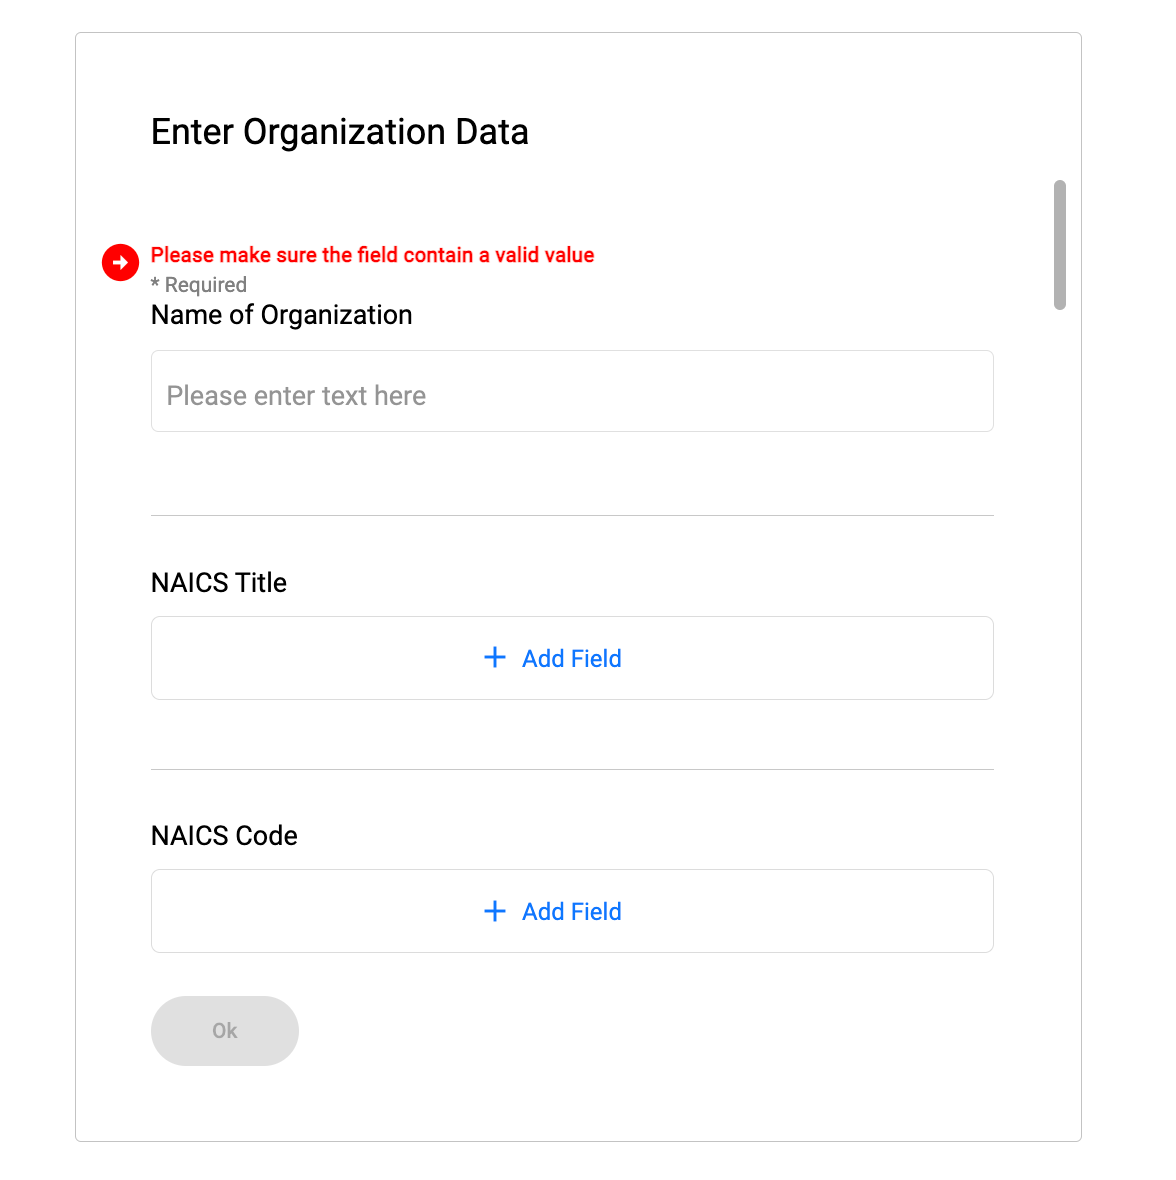 Enter Organization Data
Please make sure the field contain a valid value
* Required
Name of Organization
Please enter text here
NAICS Title
+ Add Field
NAICS Code
+ Add Field
Ok